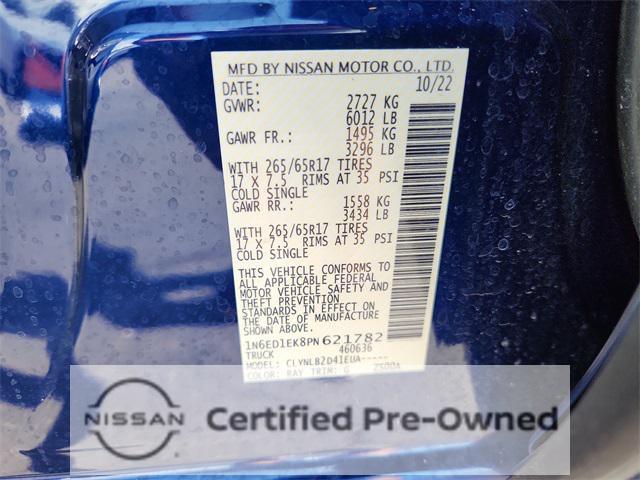 MFD BY NISSAN MOTOR CO., LTD.
DATE: 10/22
GVWR: 2727 KG
6012 LB
GAWR FR.: 1495 KG
3296 LB
WITH 265/65R17 TIRES
17 X 7.5 RIMS AT 35 PSI
COLD SINGLE
GAWR RR.: 1558 KG
3434 LB
WITH 265/65R17 TIRES
17 X 7.5 RIMS AT 35 PSI
COLD SINGLE
THIS VEHICLE CONFORMS TO
ALL APPLICABLE FEDERAL
MOTOR VEHICLE SAFETY AND
THEFT PREVENTION
STANDARDS IN EFFECT ON
THE DATE OF MANUFACTURE
SHOWN ABOVE.
1N6ED1EK8PN621782
TRUCK 460636
MODEL: CLYNLB2D41EUA-----
COLOR: RAY TRIM: G 2500A
NISSAN Certified Pre-Owned